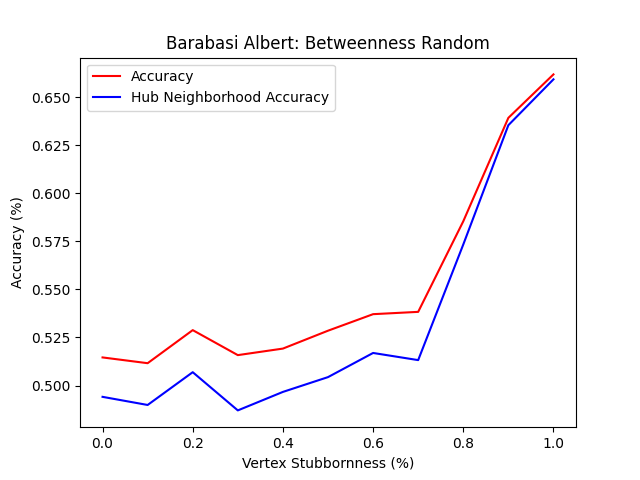 Barabasi Albert: Betweenness Random
Accuracy
Hub Neighborhood Accuracy
Accuracy (%)
0.650
0.625
0.600
0.575
0.550
0.525
0.500
0.0 0.2 0.4 0.6 0.8 1.0
Vertex Stubbornness (%)